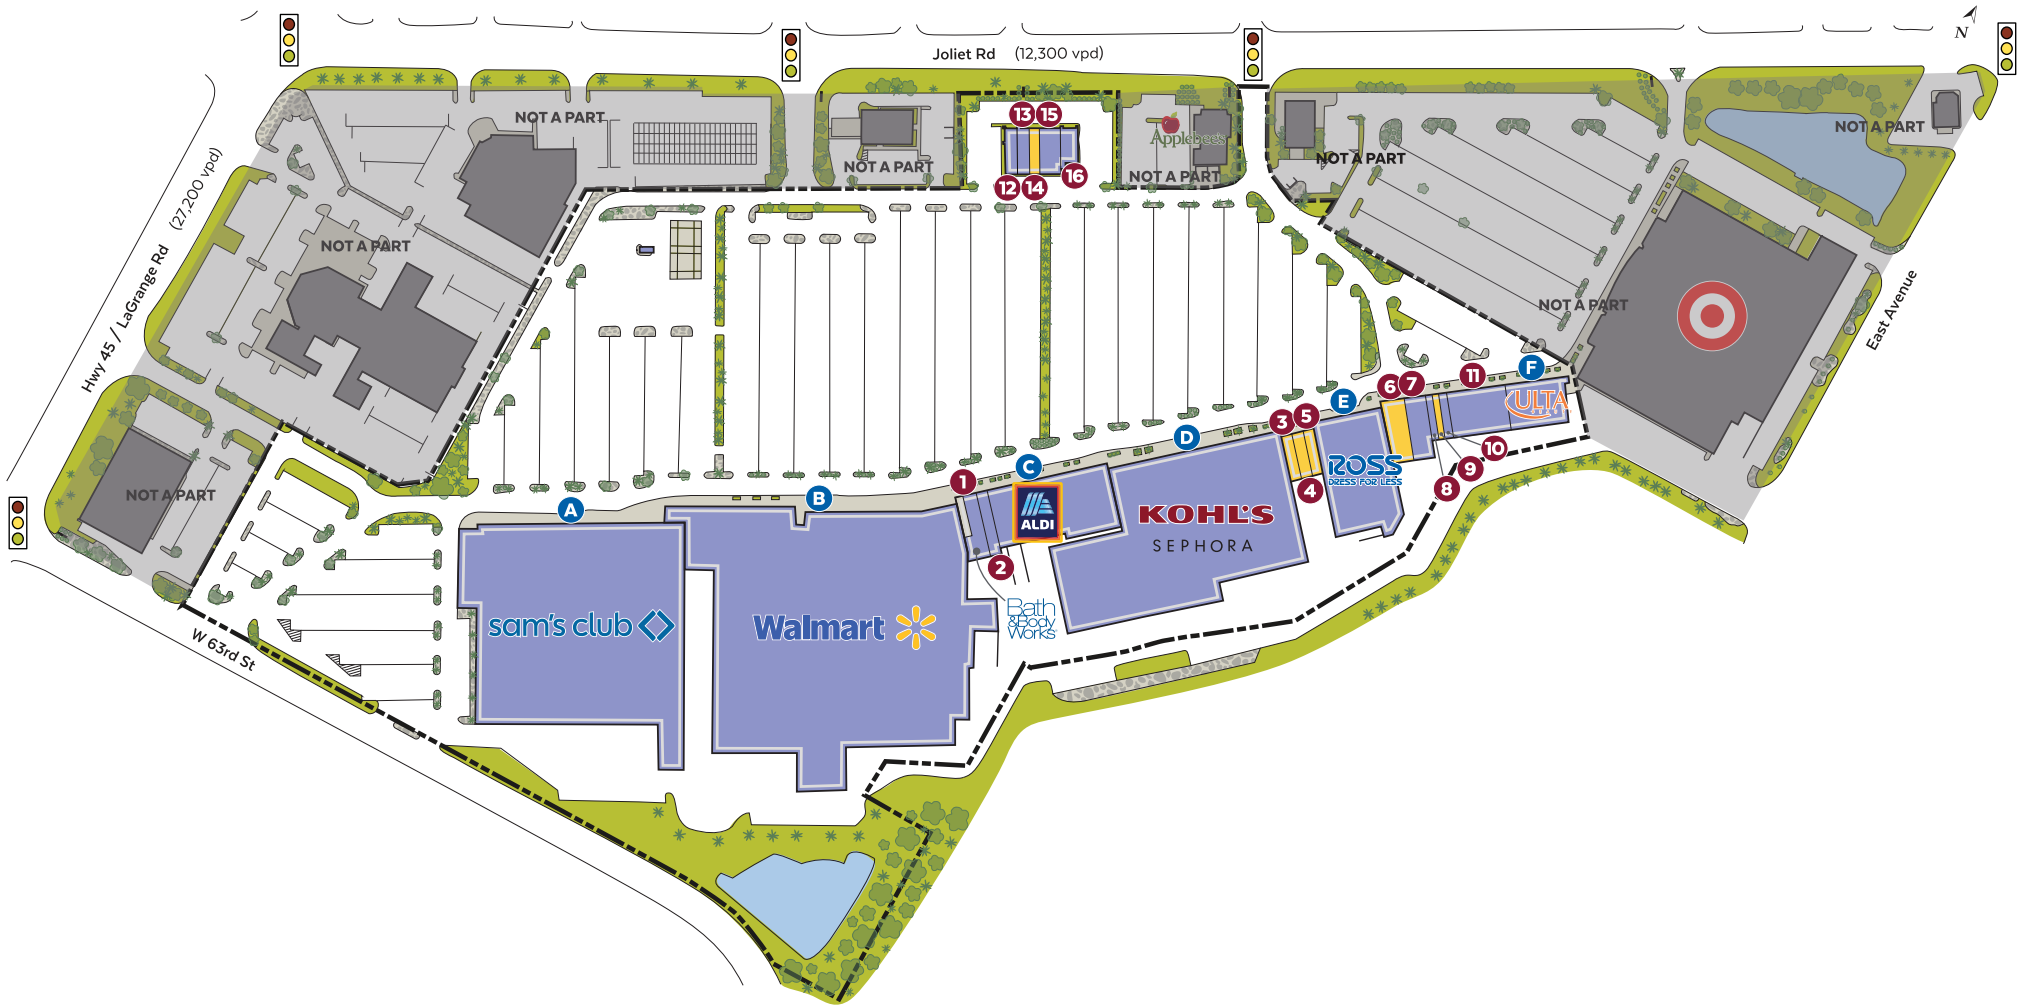 Joliet Rd (12,300 vpd)
N
NOT A PART
NOT A PART
Applebee's
NOT A PART
NOT A PART
NOT A PART
13
15
12
14
16
Hwy 45 / LaGrange Rd (27,200 vpd)
NOT A PART
NOT A PART
East Avenue
NOT A PART
W 63rd St
A
B
1
C
D
3
5
E
6
7
11
F
ULTA
BEAUTY
ALDI
KOHL'S
SEPHORA
4
ROSS
DRESS FOR LESS
8
9
10
2
Bath
&Body
Works
sam's club
Walmart